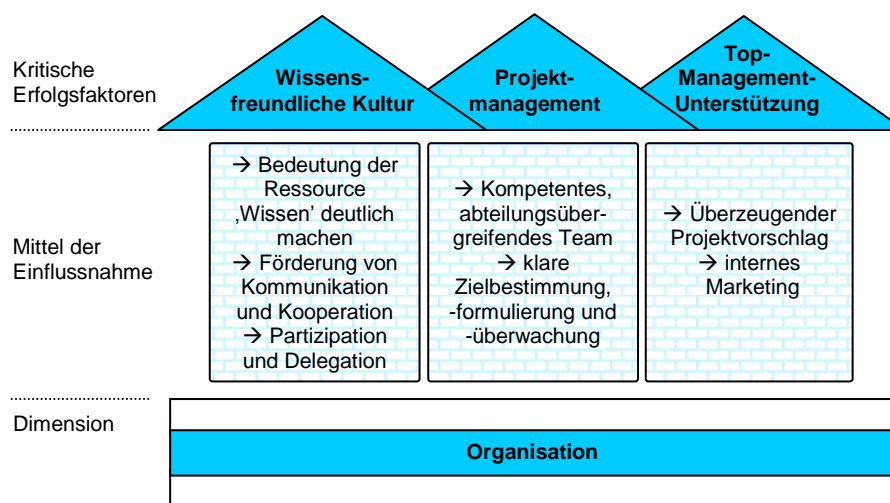 Kritische
Erfolgsfaktoren
Wissens-
freundliche Kultur
Projekt-
management
Top-
Management-
Unterstützung
Mittel der
Einflussnahme
→ Bedeutung der
Ressource
‚Wissen’ deutlich
machen
→ Förderung von
Kommunikation
und Kooperation
→ Partizipation
und Delegation
→ Kompetentes,
abteilungsüber-
greifendes Team
→ klare
Zielbestimmung,
-formulierung und
-überwachung
→ Überzeugender
Projektvorschlag
→ internes
Marketing
Dimension
Organisation